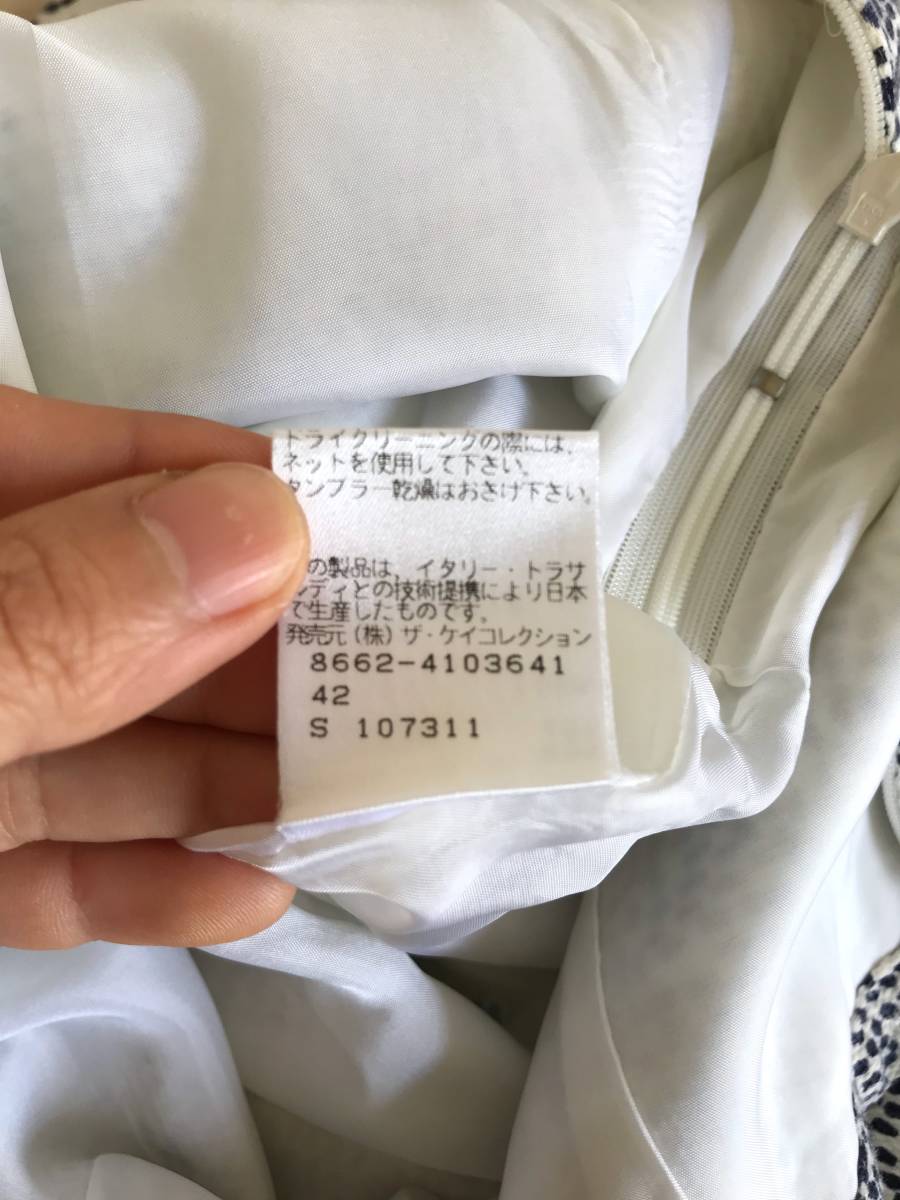 ドライクリーニングの際には、
ネットを使用して下さい。
タンブラー乾燥はおさけ下さい。
の製品は、イタリー・トラサ
ルディとの技術提携により日本
で生産したものです。
発売元(株)ザ・ケイコレクション
8662-4103641
42
S 107311